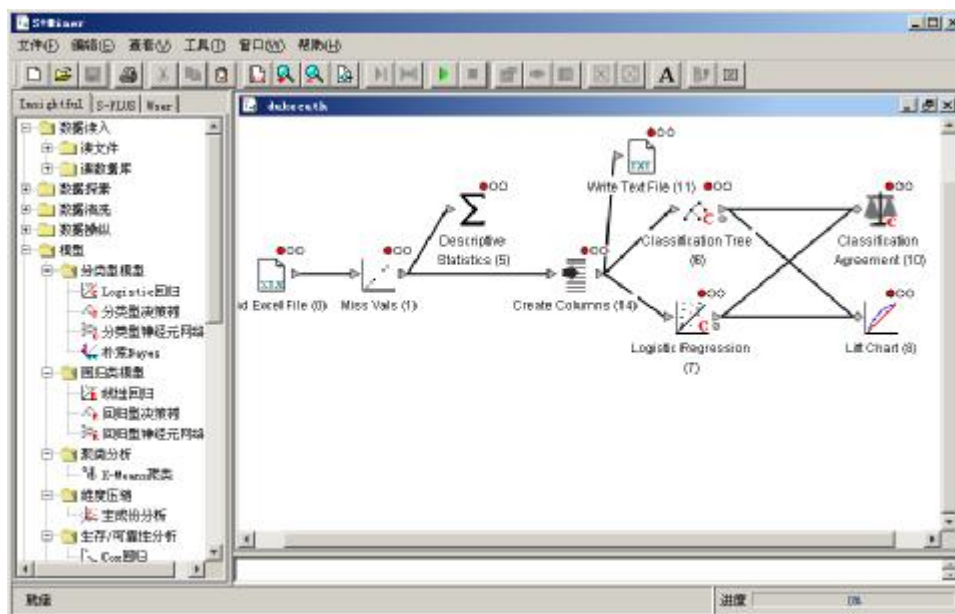 S+Miner
文件(F) 编辑(E) 查看(V) 工具(T) 窗口(W) 帮助(H)
Insightful S-PLUS User
数据读入
读文件
读数据库
数据探索
数据清洗
数据操纵
模型
分类型模型
Logistic回归
分类型决策树
分类型神经元网络
朴素Bayes
回归类模型
线性回归
回归型决策树
回归型神经元网络
聚类分析
K-Means聚类
维度压缩
主成份分析
生存/可靠性分析
Cox回归
TXT
Write Text File (11)
Descriptive
Statistics (5)
Classification Tree
(6)
Classification
Agreement (10)
d Excel File (0)
Miss Vals (1)
Create Columns (14)
Logistic Regression
(7)
Lift Chart (8)
就绪
进度
0%